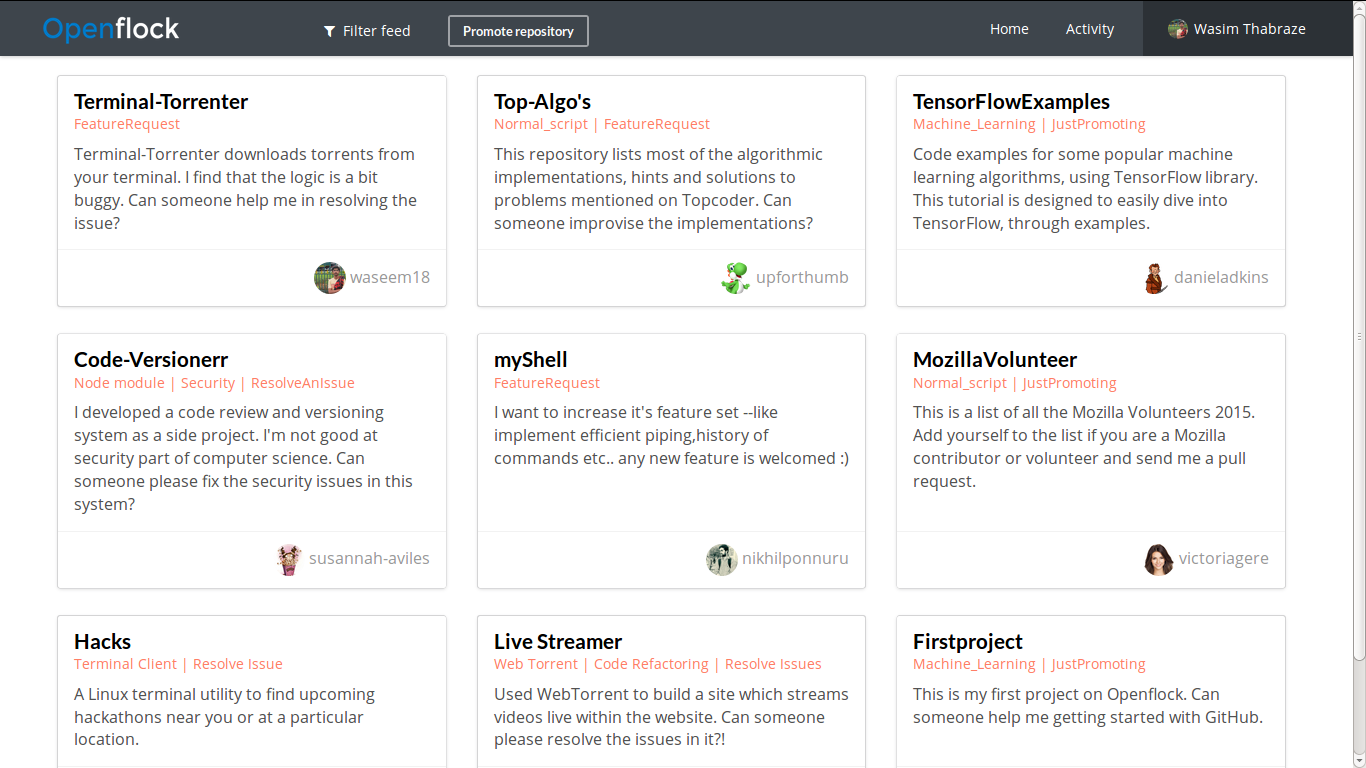 Openflock
Filter feed
Promote repository
Home
Activity
Wasim Thabraze
Terminal-Torrenter
FeatureRequest
Terminal-Torrenter downloads torrents from
your terminal. I find that the logic is a bit
buggy. Can someone help me in resolving the
issue?
waseem18
Top-Algo's
Normal_script | FeatureRequest
This repository lists most of the algorithmic
implementations, hints and solutions to
problems mentioned on Topcoder. Can
someone improvise the implementations?
upforthumb
TensorFlowExamples
Machine_Learning | JustPromoting
Code examples for some popular machine
learning algorithms, using TensorFlow library.
This tutorial is designed to easily dive into
TensorFlow, through examples.
danieladkins
Code-Versionerr
Node module | Security | ResolveAnIssue
I developed a code review and versioning
system as a side project. I'm not good at
security part of computer science. Can
someone please fix the security issues in this
system?
susannah-aviles
myShell
FeatureRequest
I want to increase it's feature set --like
implement efficient piping,history of
commands etc.. any new feature is welcomed :)
nikhilponnuru
MozillaVolunteer
Normal_script | JustPromoting
This is a list of all the Mozilla Volunteers 2015.
Add yourself to the list if you are a Mozilla
contributor or volunteer and send me a pull
request.
victoriagere
Hacks
Terminal Client | Resolve Issue
A Linux terminal utility to find upcoming
hackathons near you or at a particular
location.
Live Streamer
Web Torrent | Code Refactoring | Resolve Issues
Used WebTorrent to build a site which streams
videos live within the website. Can someone
please resolve the issues in it?!
Firstproject
Machine_Learning | JustPromoting
This is my first project on Openflock. Can
someone help me getting started with GitHub.